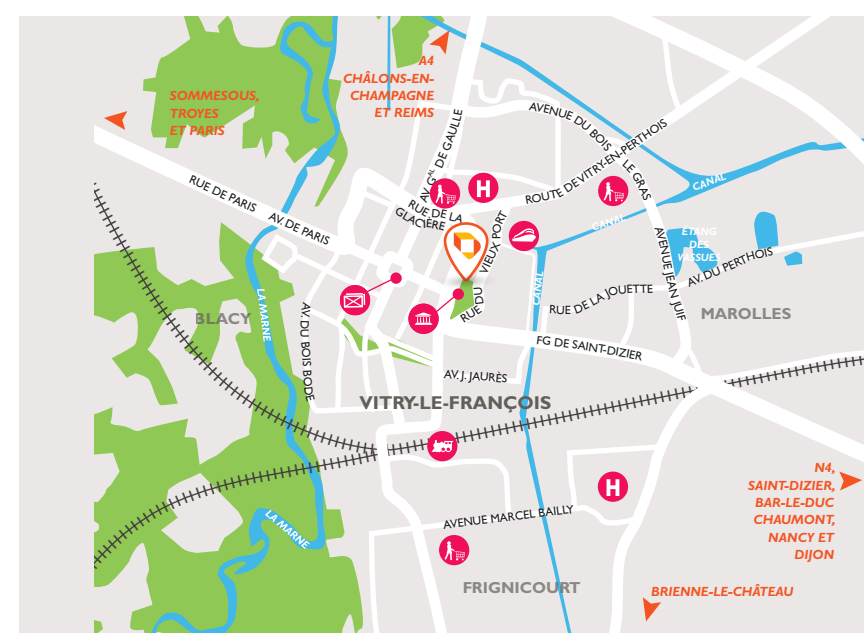 A4
CHÂLONS-EN-
CHAMPAGNE
ET REIMS
SOMMESOUS,
TROYES
ET PARIS
AVENUE DU BOIS
LE GRAS
AV. Gᴬᴸ DE GAULLE
ROUTE DE VITRY-EN-PERTHOIS
RUE DE PARIS
AV. DE PARIS
RUE DE LA
GLACIÈRE
H
CANAL
CANAL
RUE DU VIEUX PORT
ETANG
DES
VASSUES
AVENUE JEAN JUIF
AV. DU PERTHOIS
CANAL
RUE DE LA JOUETTE
LA MARNE
BLACY
MAROLLES
AV. DU BOIS BODE
FG DE SAINT-DIZIER
AV. J. JAURÈS
VITRY-LE-FRANÇOIS
H
N4,
SAINT-DIZIER,
BAR-LE-DUC
CHAUMONT,
NANCY ET
DIJON
LA MARNE
AVENUE MARCEL BAILLY
FRIGNICOURT
BRIENNE-LE-CHÂTEAU